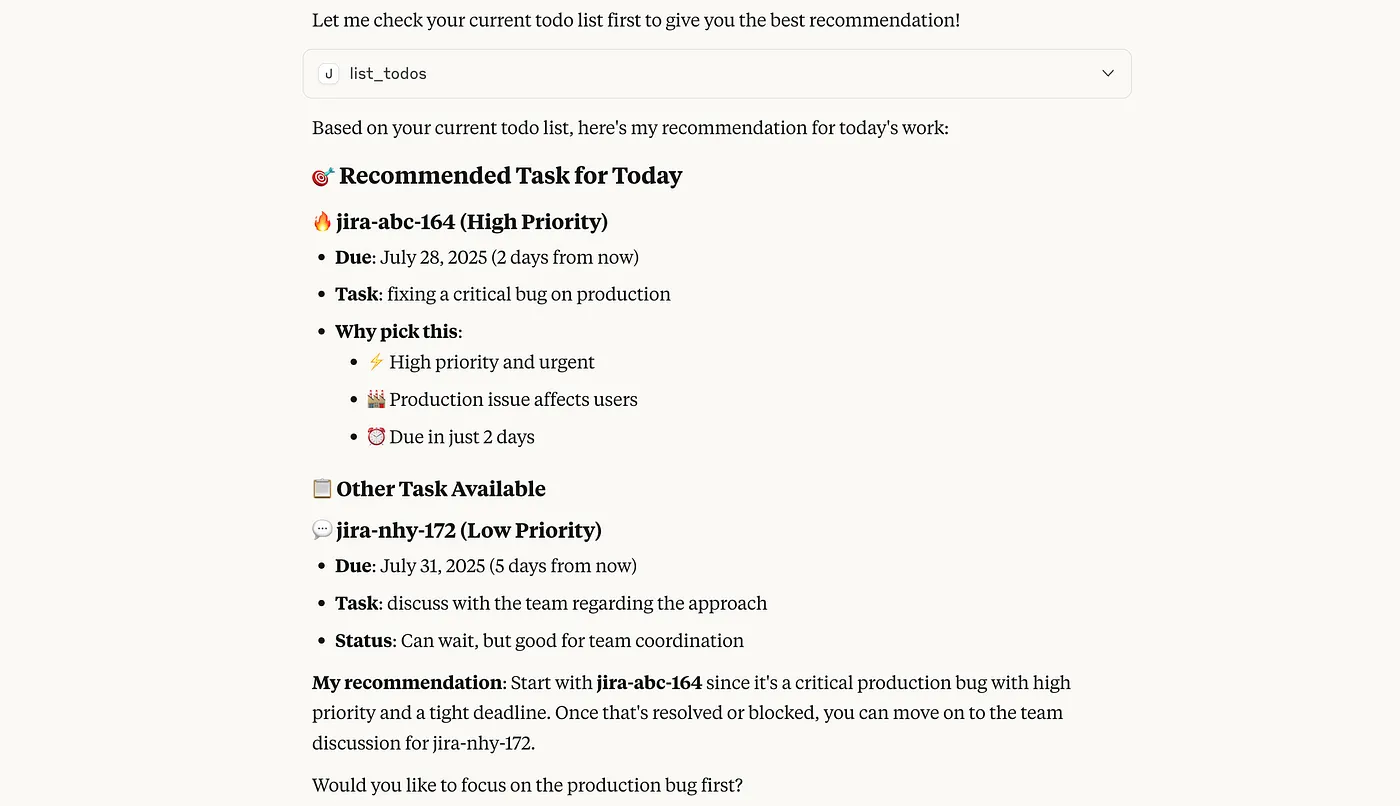 Let me check your current todo list first to give you the best recommendation!
J list_todos
Based on your current todo list, here's my recommendation for today's work:
🎯 Recommended Task for Today
🔥 jira-abc-164 (High Priority)
• Due: July 28, 2025 (2 days from now)
• Task: fixing a critical bug on production
• Why pick this:
• ⚡ High priority and urgent
• 🏭 Production issue affects users
• ⏰ Due in just 2 days
📋 Other Task Available
💬 jira-nhy-172 (Low Priority)
• Due: July 31, 2025 (5 days from now)
• Task: discuss with the team regarding the approach
• Status: Can wait, but good for team coordination
My recommendation: Start with jira-abc-164 since it's a critical production bug with high
priority and a tight deadline. Once that's resolved or blocked, you can move on to the team
discussion for jira-nhy-172.
Would you like to focus on the production bug first?